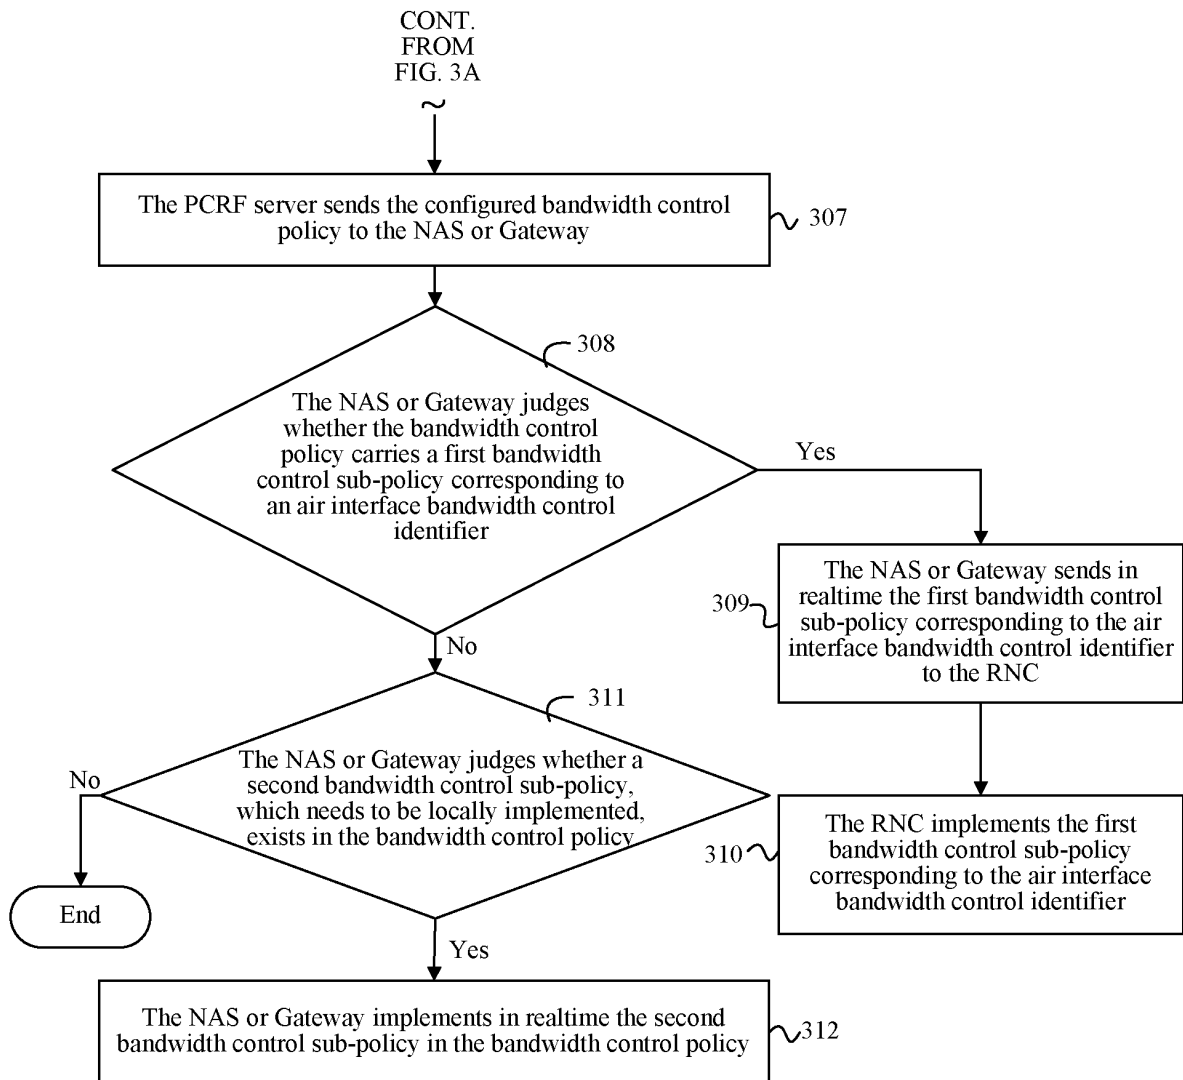 CONT.
FROM
FIG. 3A
The PCRF server sends the configured bandwidth control
policy to the NAS or Gateway
307
308
The NAS or Gateway judges
whether the bandwidth control
policy carries a first bandwidth
control sub-policy corresponding to
an air interface bandwidth control
identifier
Yes
The NAS or Gateway sends in
realtime the first bandwidth control
sub-policy corresponding to the air
interface bandwidth control identifier
to the RNC
309
No
311
The NAS or Gateway judges whether a
second bandwidth control sub-policy,
which needs to be locally implemented,
exists in the bandwidth control policy
No
The RNC implements the first
bandwidth control sub-policy
corresponding to the air interface
bandwidth control identifier
310
End
Yes
The NAS or Gateway implements in realtime the second
bandwidth control sub-policy in the bandwidth control policy
312